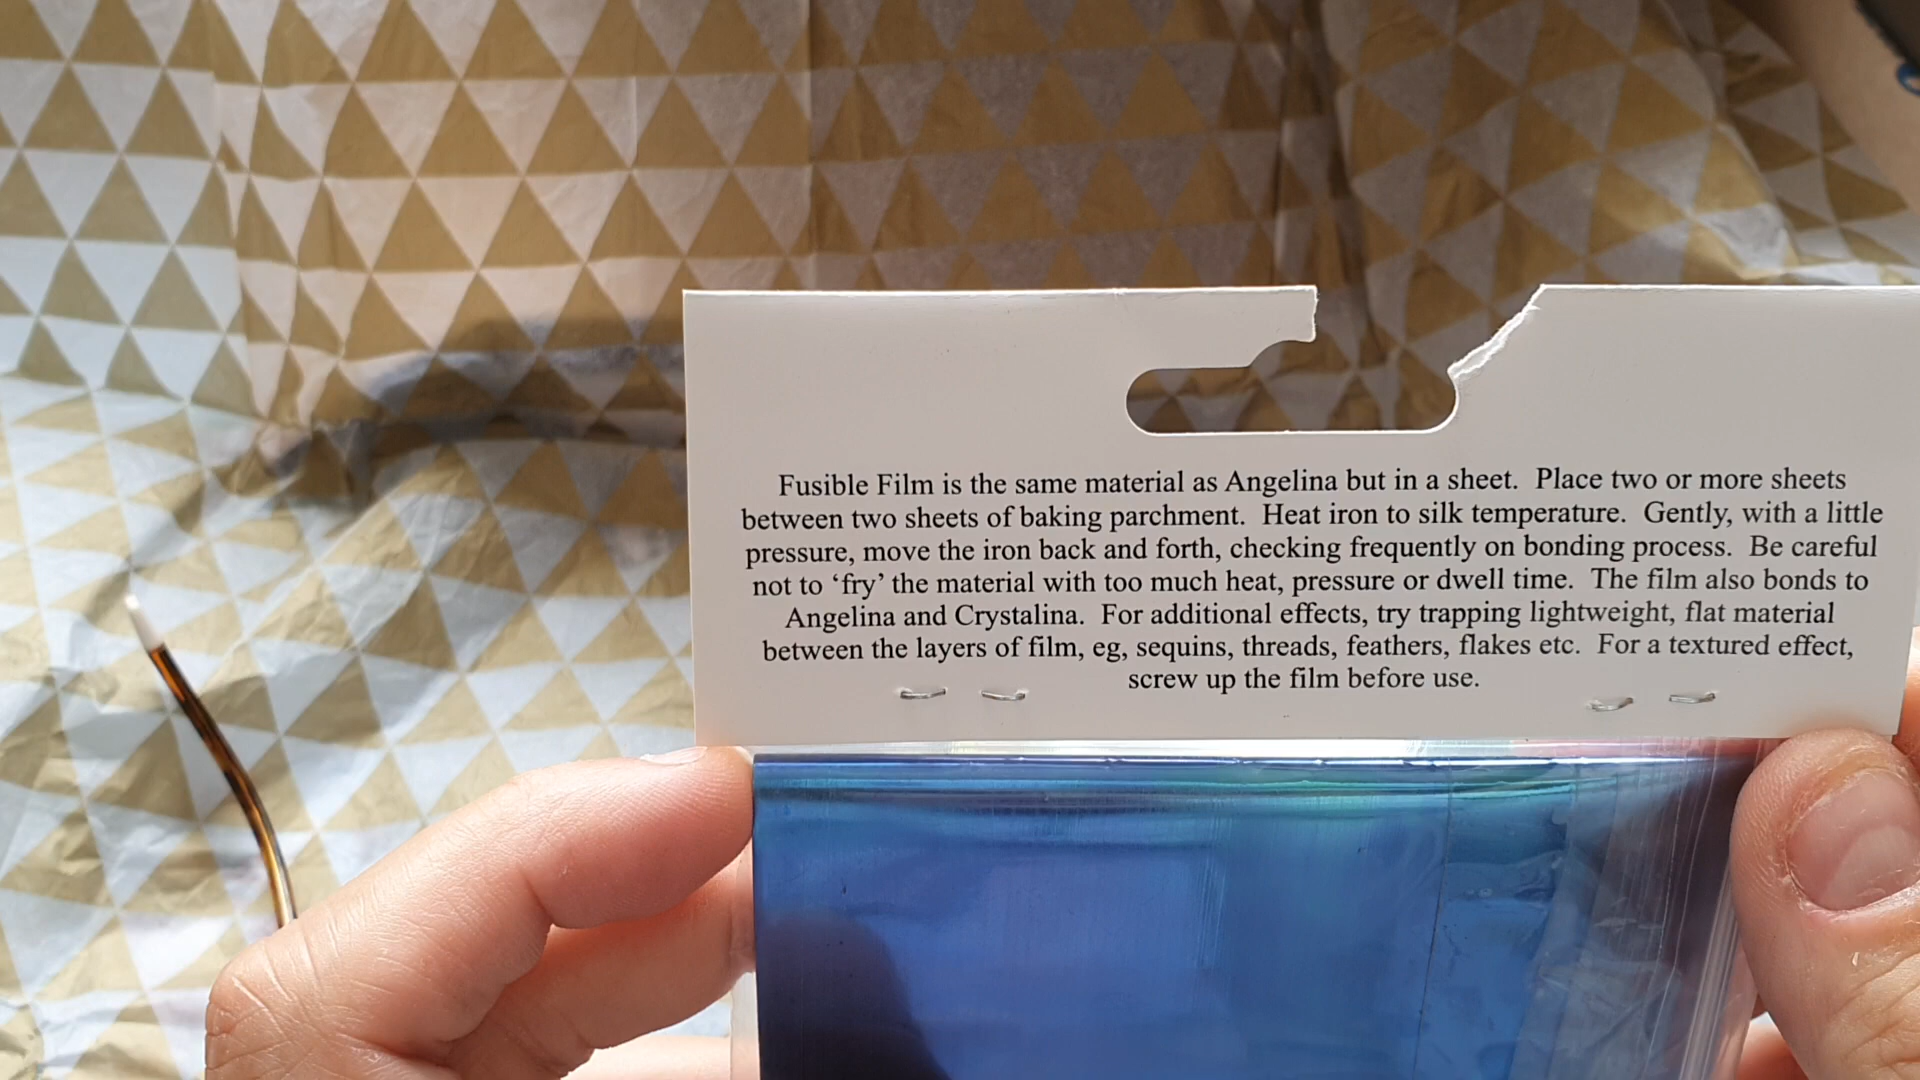 Fusible Film is the same material as Angelina but in a sheet.  Place two or more sheets
between two sheets of baking parchment.  Heat iron to silk temperature.  Gently, with a little
pressure, move the iron back and forth, checking frequently on bonding process.  Be careful
not to ‘fry’ the material with too much heat, pressure or dwell time.  The film also bonds to
Angelina and Crystalina.  For additional effects, try trapping lightweight, flat material
between the layers of film, eg, sequins, threads, feathers, flakes etc.  For a textured effect,
screw up the film before use.